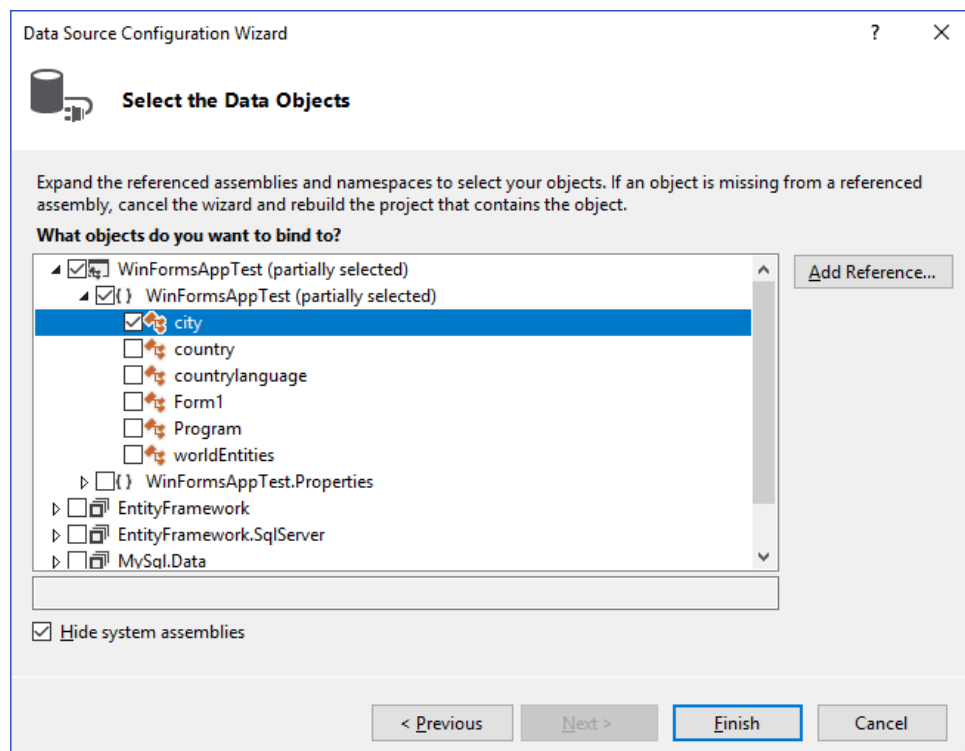 Data Source Configuration Wizard ?
Select the Data Objects
Expand the referenced assemblies and namespaces to select your objects. If an object is missing from a referenced
assembly, cancel the wizard and rebuild the project that contains the object.
What objects do you want to bind to?
WinFormsAppTest (partially selected)
Add Reference...
{ } WinFormsAppTest (partially selected)
city
country
countrylanguage
Form1
Program
worldEntities
{ } WinFormsAppTest.Properties
EntityFramework
EntityFramework.SqlServer
MySql.Data
Hide system assemblies
< Previous Next > Finish Cancel